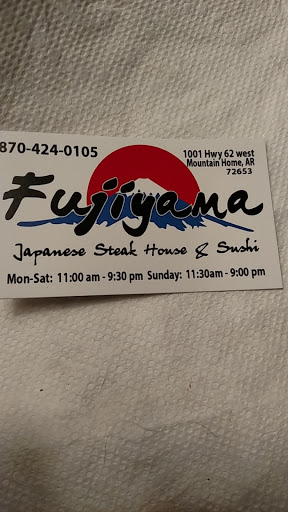 870-424-0105
1001 Hwy 62 west
Mountain Home, AR
72653
Fujiyama
Japanese Steak House & Sushi
Mon-Sat: 11:00 am - 9:30 pm Sunday: 11:30am - 9:00 pm